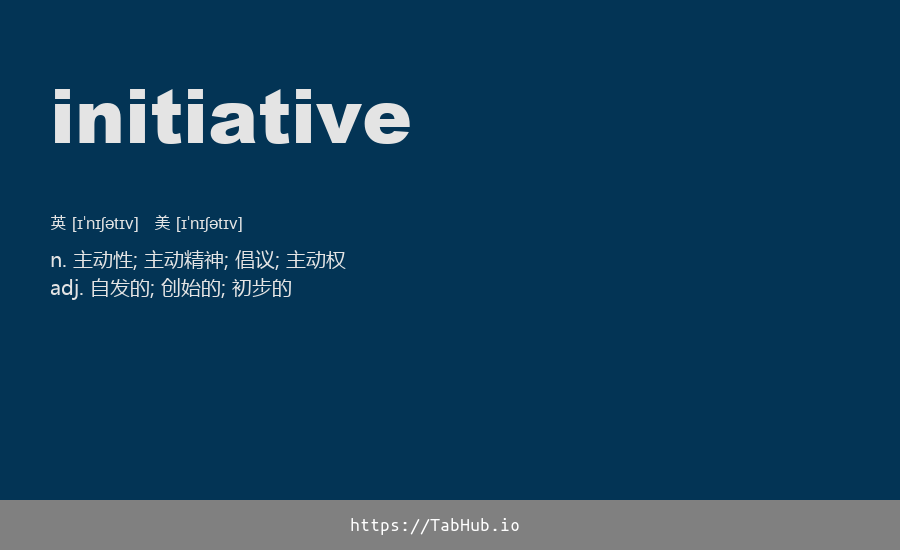 initiative
英 [ɪˈnɪʃətɪv] 美 [ɪˈnɪʃətɪv]
n. 主动性; 主动精神; 倡议; 主动权
adj. 自发的; 创始的; 初步的
https://TabHub.io